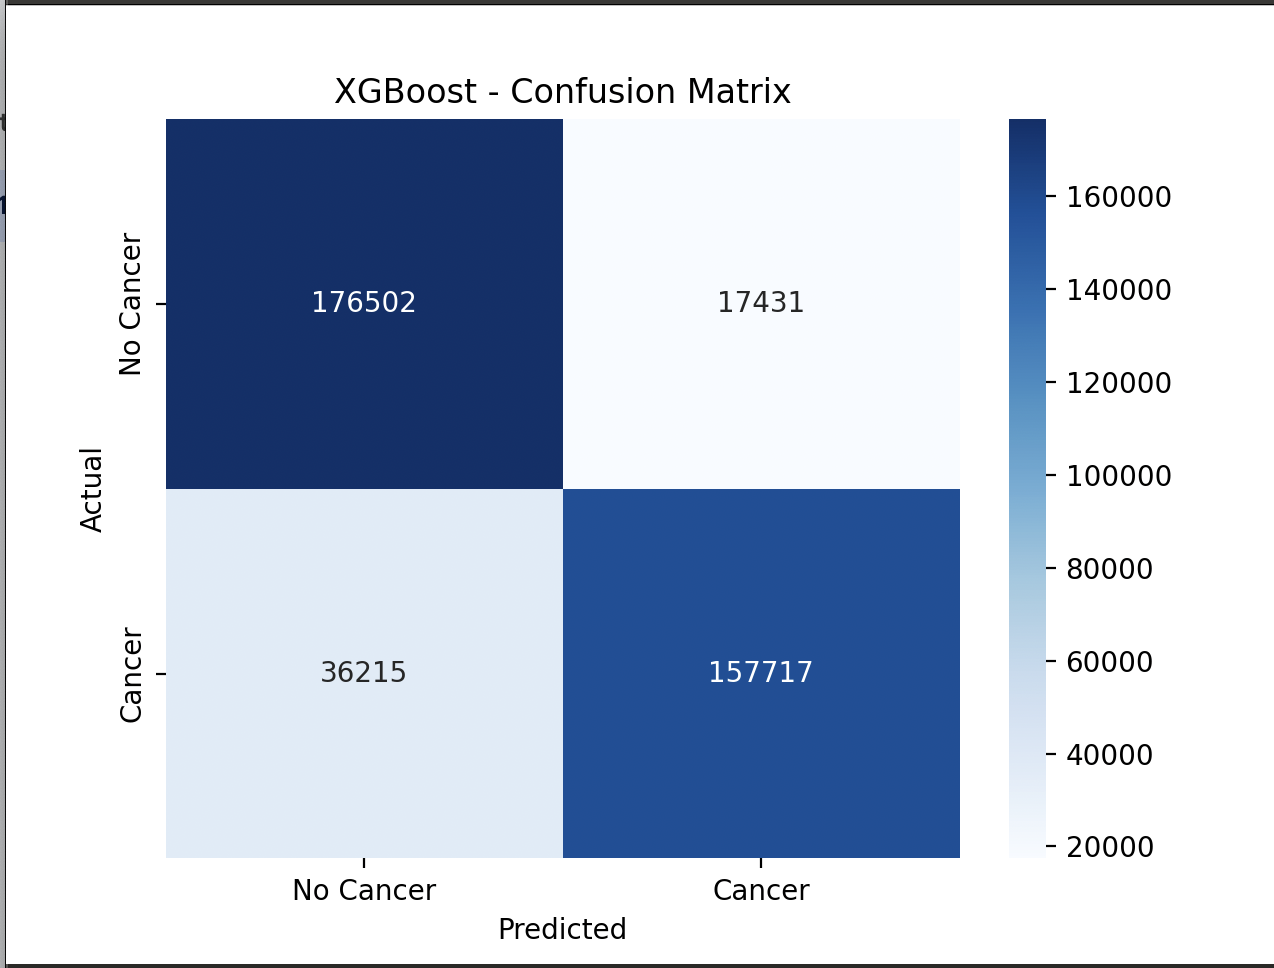 XGBoost - Confusion Matrix
No Cancer
Cancer
Actual
176502
17431
36215
157717
No Cancer
Cancer
Predicted
160000
140000
120000
100000
80000
60000
40000
20000